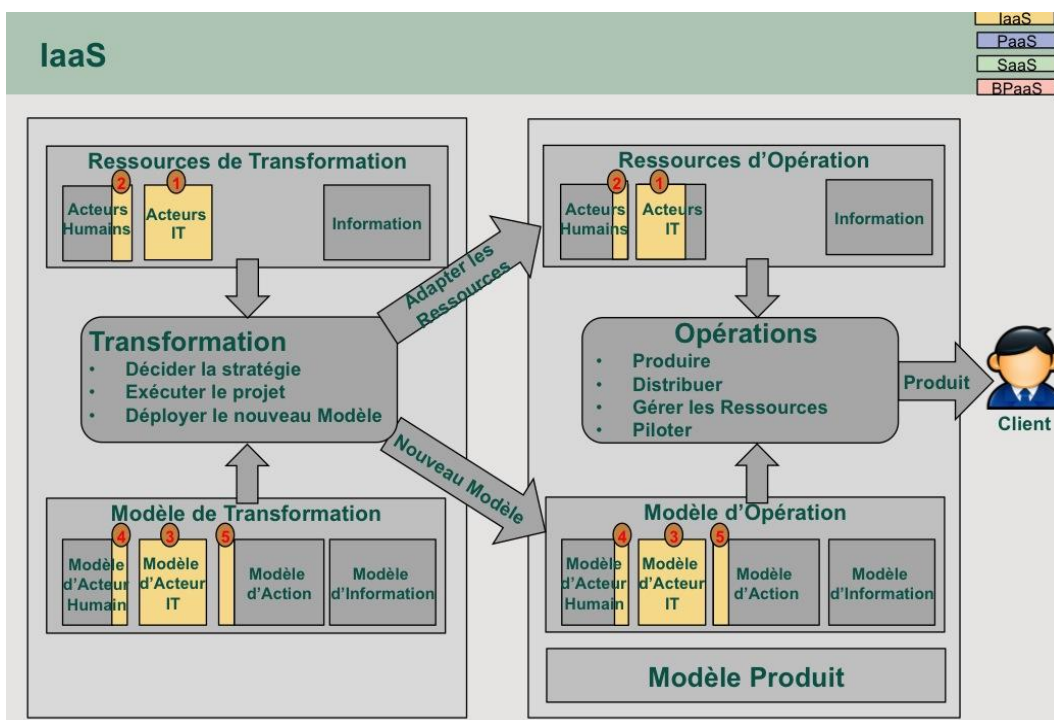 IaaS
IaaS
PaaS
SaaS
BPaaS
Ressources de Transformation
2
1
Acteurs
Humains
Acteurs
IT
Information
Transformation
• Décider la stratégie
• Exécuter le projet
• Déployer le nouveau Modèle
Modèle de Transformation
4
3
5
Modèle
d'Acteur
Humain
Modèle
d'Acteur
IT
Modèle
d'Action
Modèle
d'Information
Adapter les
Ressources
Nouveau Modèle
Ressources d'Opération
2
1
Acteurs
Humains
Acteurs
IT
Information
Opérations
• Produire
• Distribuer
• Gérer les Ressources
• Piloter
Produit
Client
Modèle d'Opération
4
3
5
Modèle
d'Acteur
Humain
Modèle
d'Acteur
IT
Modèle
d'Action
Modèle
d'Information
Modèle Produit